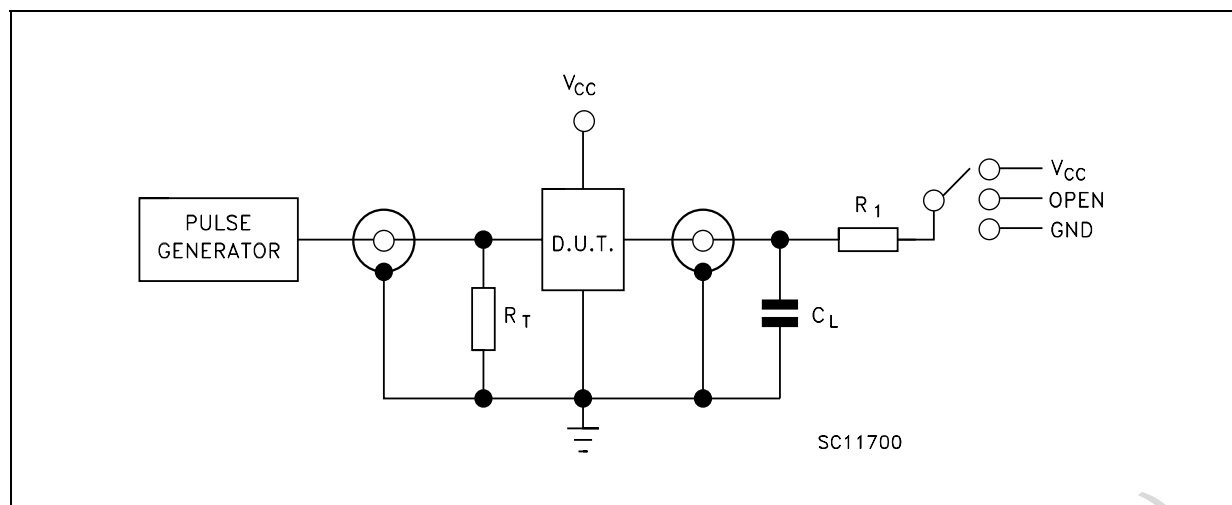 VCC
PULSE
GENERATOR
D.U.T.
RT
R1
CL
VCC
OPEN
GND
SC11700